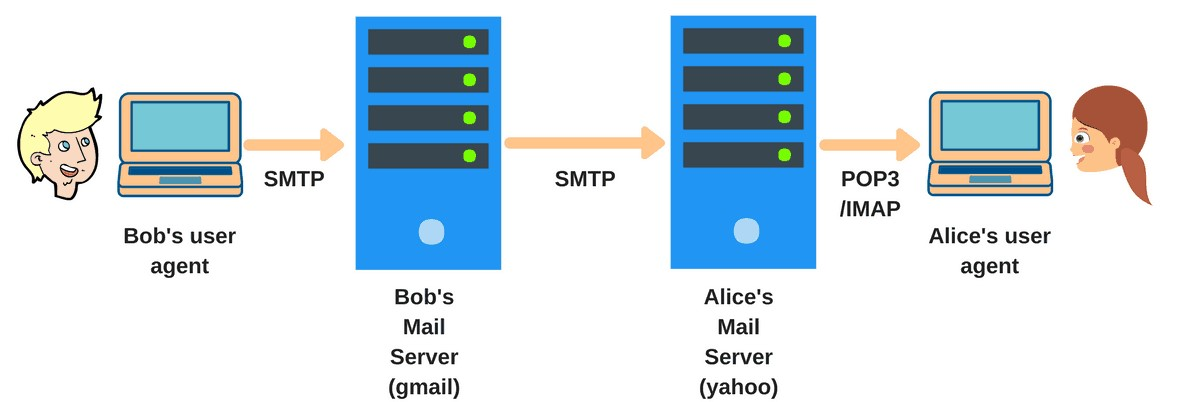 SMTP
SMTP
POP3
/IMAP
Bob's user
agent
Alice's user
agent
Bob's
Mail
Server
(gmail)
Alice's
Mail
Server
(yahoo)